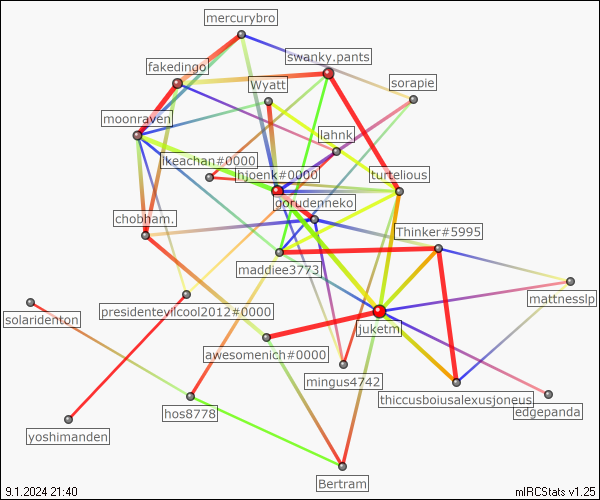 mercurybro
swanky.pants
fakedingo
Wyatt
sorapie
moonraven
lahnk
ikeachan#0000
hjoenk#0000
turtelious
gorudenneko
chobham.
Thinker#5995
maddiee3773
mattnesslp
presidentevilcool2012#0000
solaridenton
juketm
awesomenich#0000
mingus4742
thiccusboiusalexusjoneus
edgepanda
hos8778
yoshimanden
Bertram
9.1.2024 21:40
mIRCStats v1.25